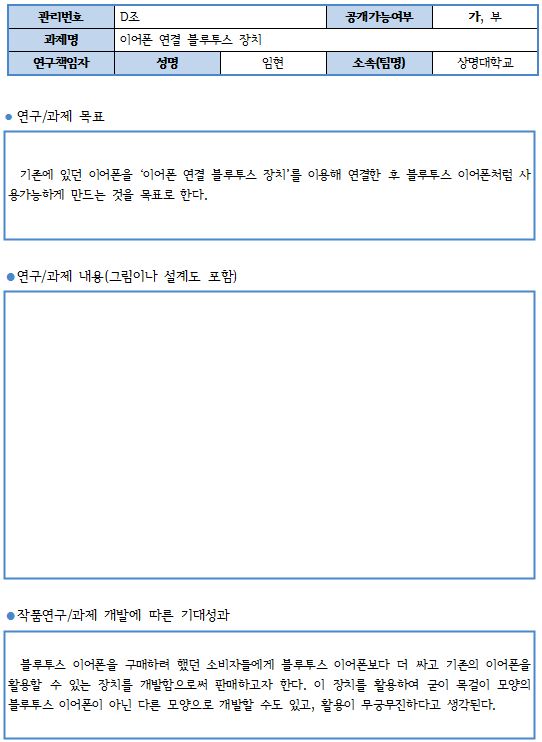 관리번호 D조 공개가능여부 가, 부
과제명 이어폰 연결 블루투스 장치
연구책임자 성명 임현 소속(팀명) 상명대학교
● 연구/과제 목표
기존에 있던 이어폰을 ‘이어폰 연결 블루투스 장치’를 이용해 연결한 후 블루투스 이어폰처럼 사
용가능하게 만드는 것을 목표로 한다.
●연구/과제 내용(그림이나 설계도 포함)
●작품연구/과제 개발에 따른 기대성과
블루투스 이어폰을 구매하려 했던 소비자들에게 블루투스 이어폰보다 더 싸고 기존의 이어폰을
활용할 수 있는 장치를 개발함으로써 판매하고자 한다. 이 장치를 활용하여 굳이 목걸이 모양의
블루투스 이어폰이 아닌 다른 모양으로 개발할 수도 있고, 활용이 무궁무진하다고 생각된다.